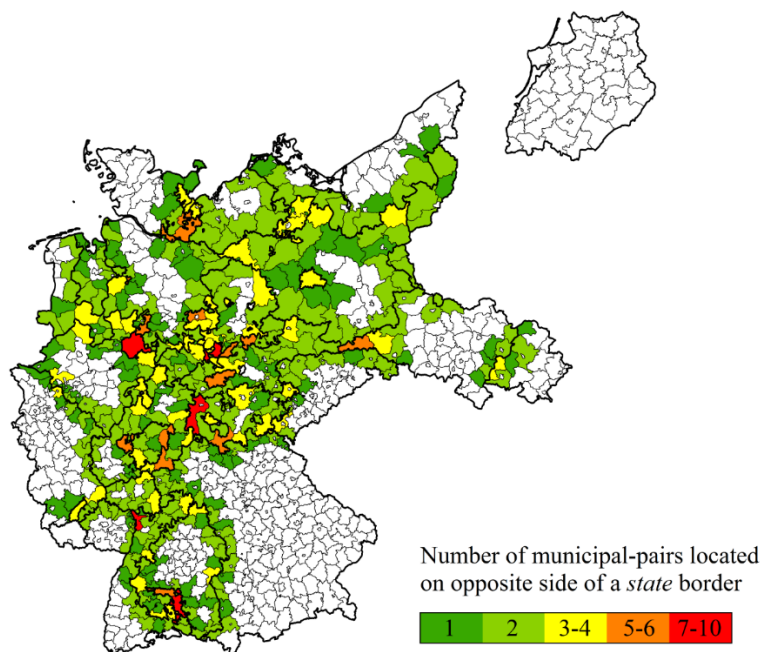 Number of municipal-pairs located
on opposite side of a state border
1 2 3-4 5-6 7-10